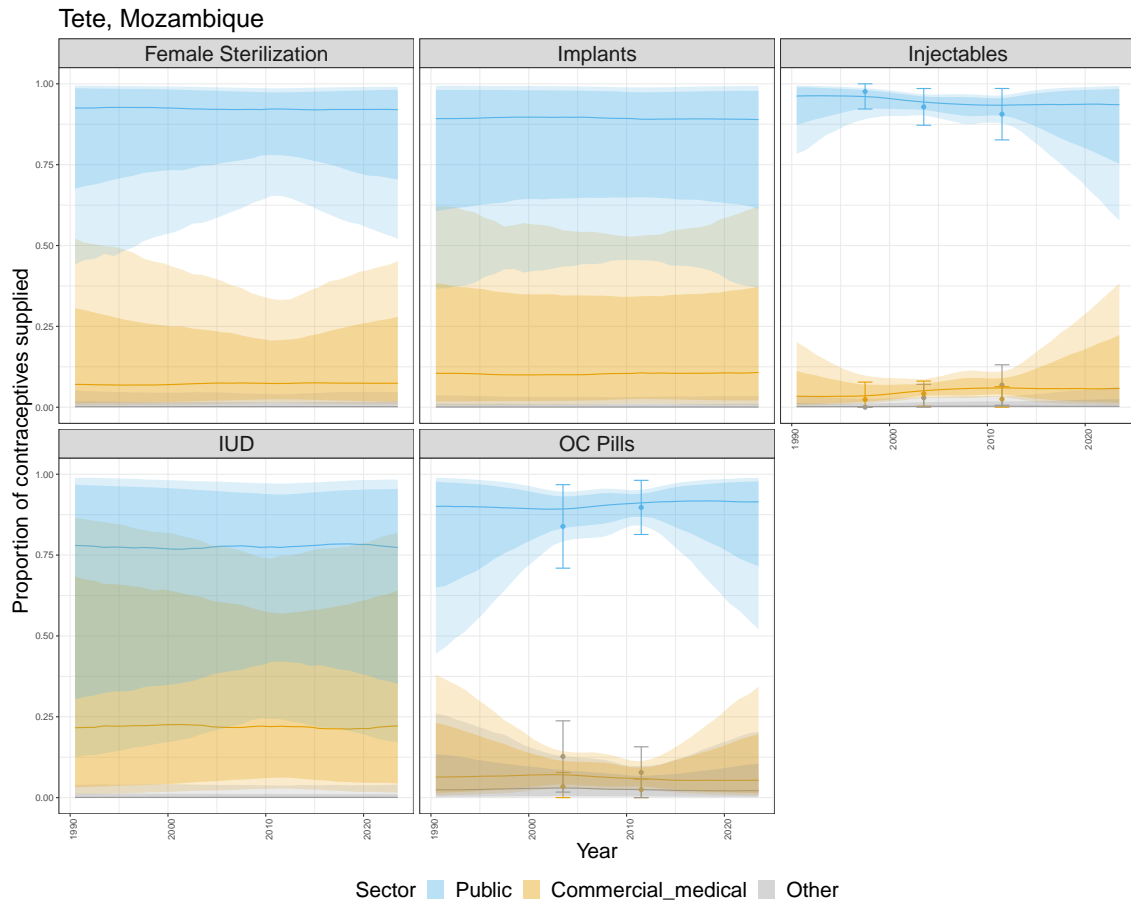 Tete, Mozambique
Female Sterilization
Implants
Injectables
1.00
0.75
0.50
0.25
0.00
1990
2000
2010
2020
IUD
OC Pills
1.00
0.75
0.50
0.25
0.00
1990
2000
2010
2020
1990
2000
2010
2020
Proportion of contraceptives supplied
Year
Sector Public Commercial_medical Other